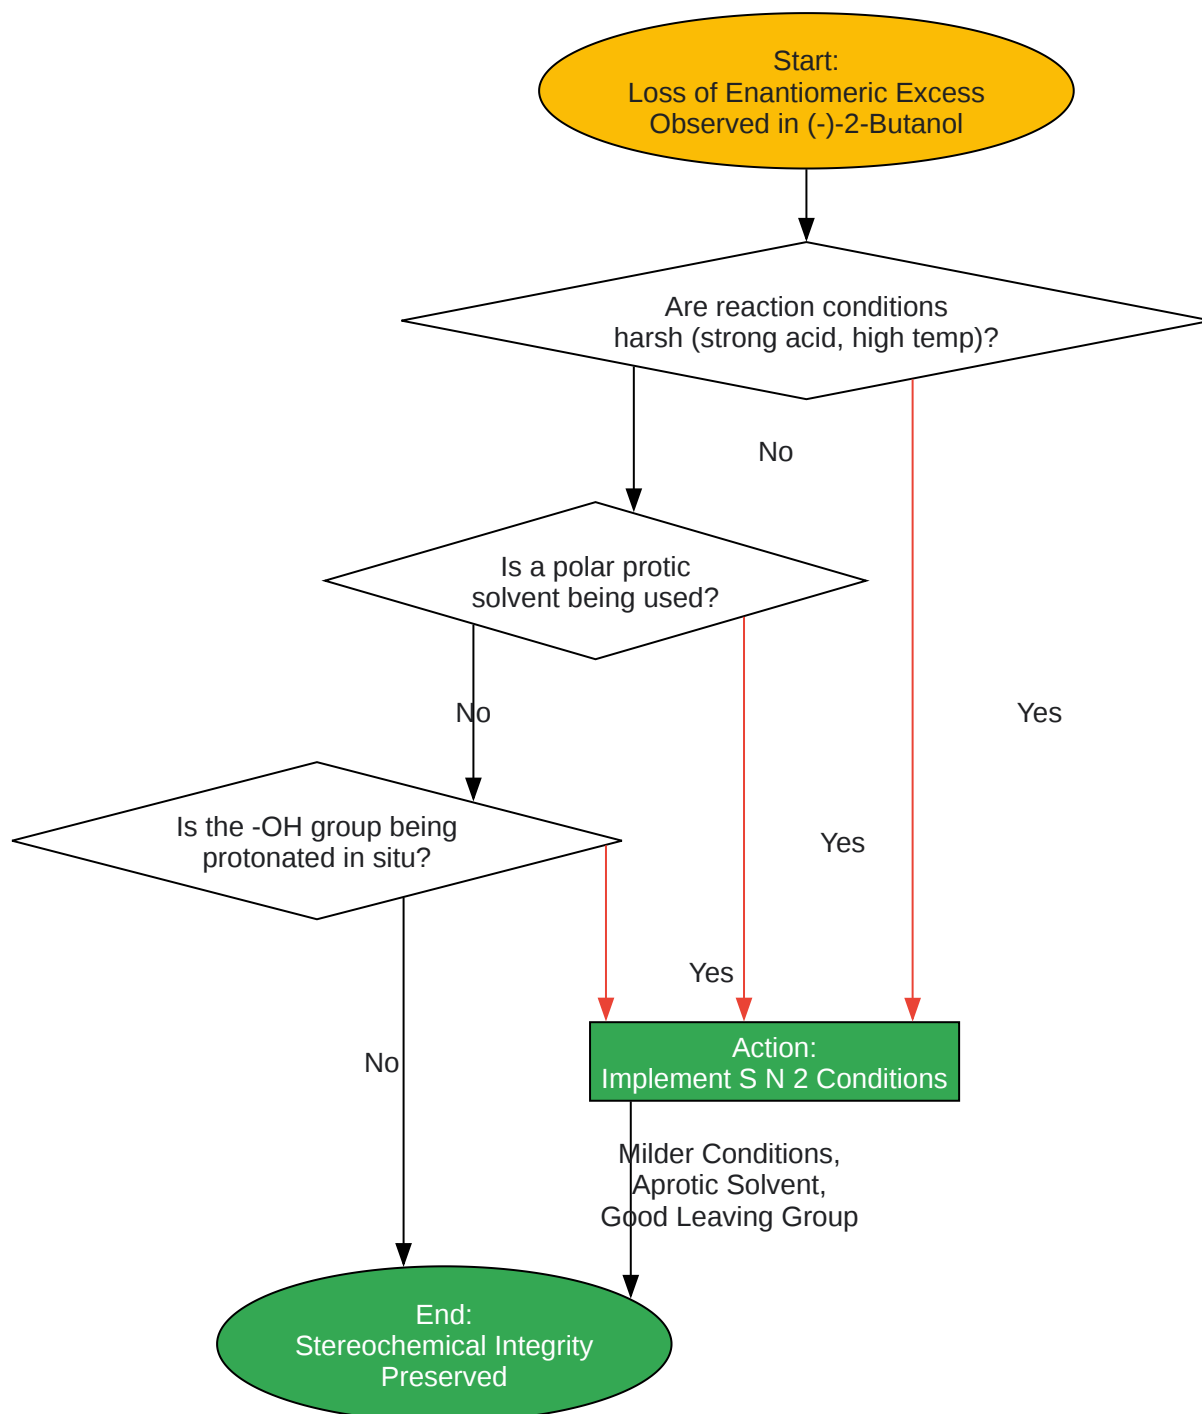 Start:
Loss of Enantiomeric Excess
Observed in (-)-2-Butanol
Are reaction conditions
harsh (strong acid, high temp)?
No
Is a polar protic
solvent being used?
No
Yes
Is the -OH group being
protonated in situ?
Yes
Yes
No
Action:
Implement S N 2 Conditions
Milder Conditions,
Aprotic Solvent,
Good Leaving Group
End:
Stereochemical Integrity
Preserved